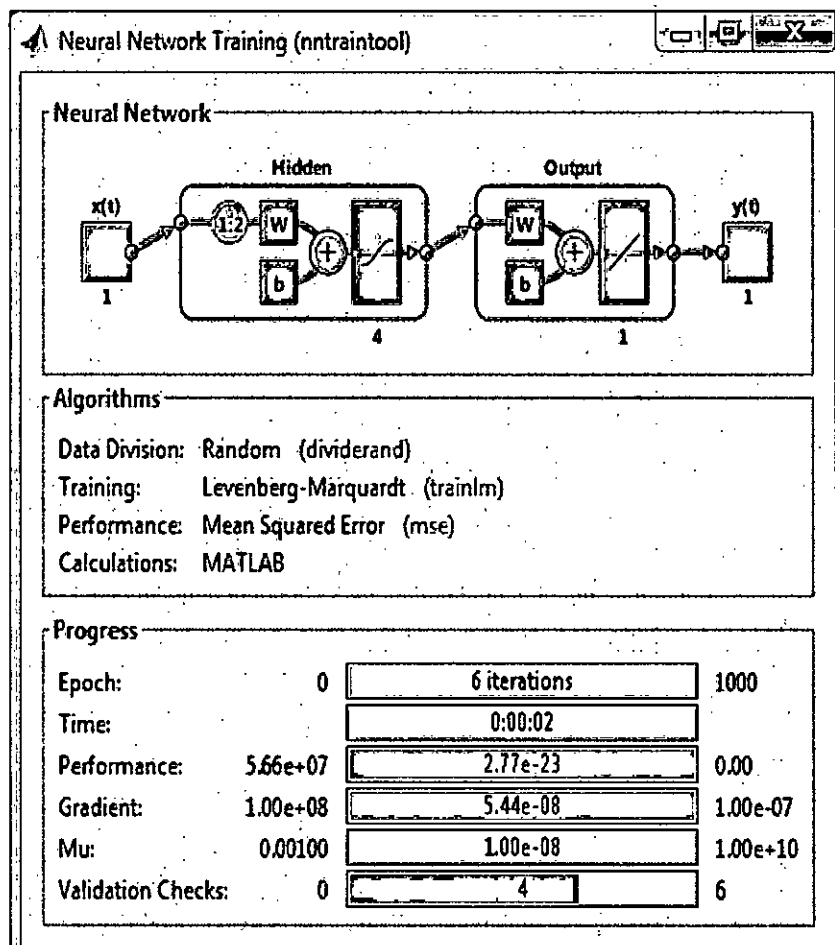 Neural Network Training (nntraintool)
Neural Network
Hidden Output
x(t) 1:2 W b + W b + y(t)
1 4 1 1
Algorithms
Data Division: Random (dividerand)
Training: Levenberg-Marquardt (trainlm)
Performance: Mean Squared Error (mse)
Calculations: MATLAB
Progress
Epoch: 0 6 iterations 1000
Time: 0:00:02
Performance: 5.66e+07 2.77e-23 0.00
Gradient: 1.00e+08 5.44e-08 1.00e-07
Mu: 0.00100 1.00e-08 1.00e+10
Validation Checks: 0 4 6